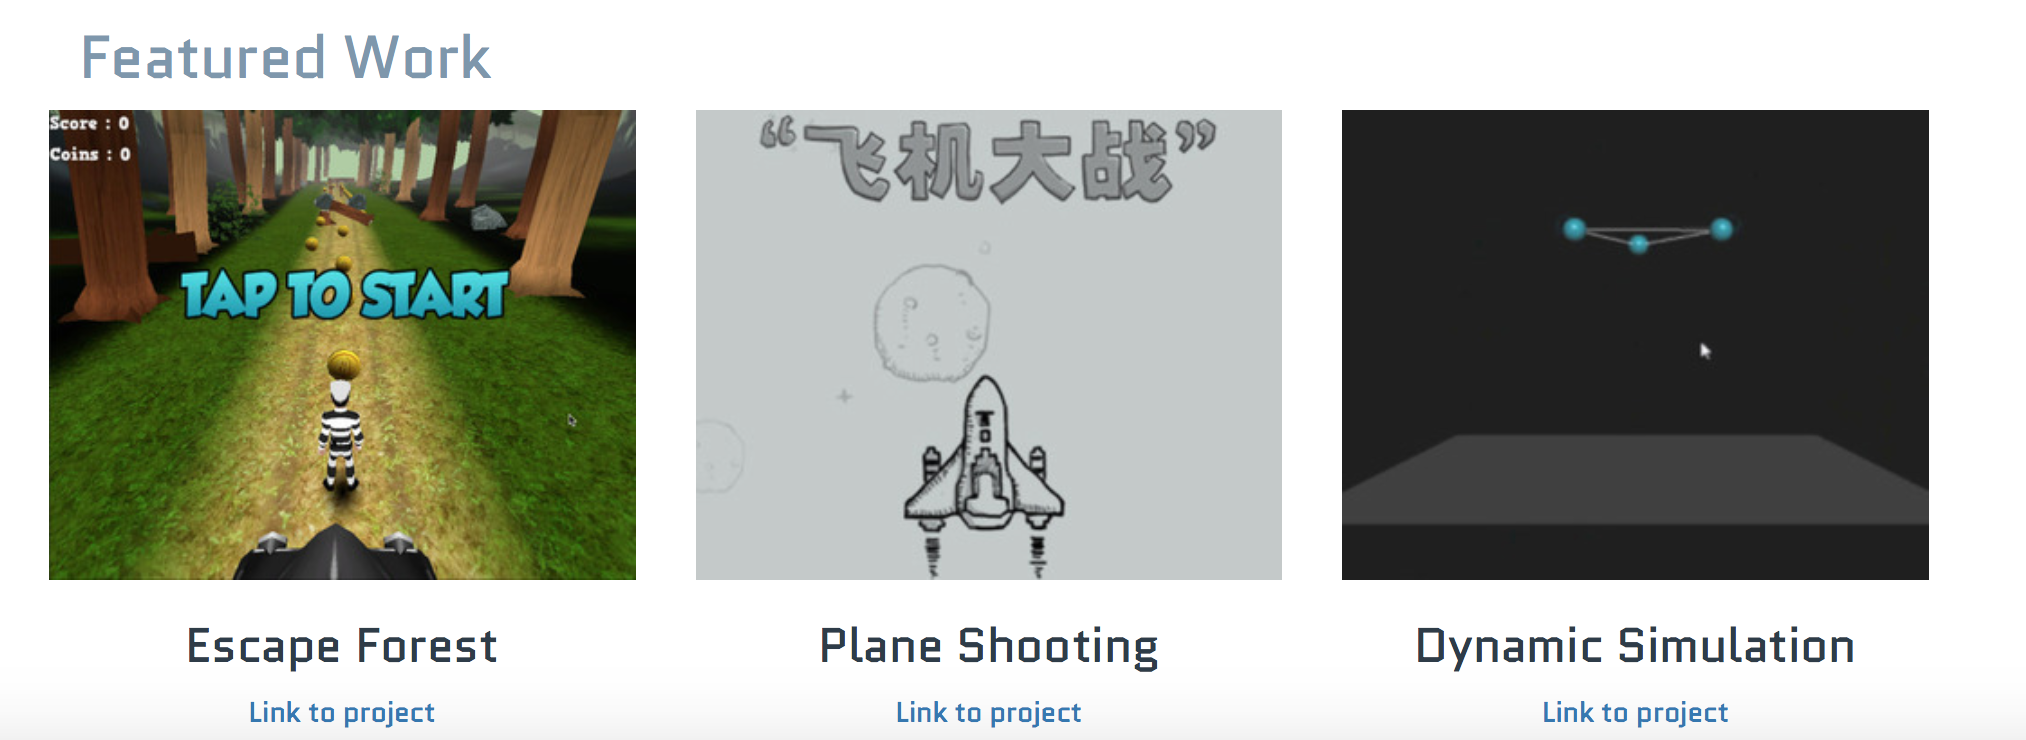 Featured Work
Score : 0
Coins : 0
TAP TO START
“飞机大战”
Escape Forest
Plane Shooting
Dynamic Simulation
Link to project
Link to project
Link to project